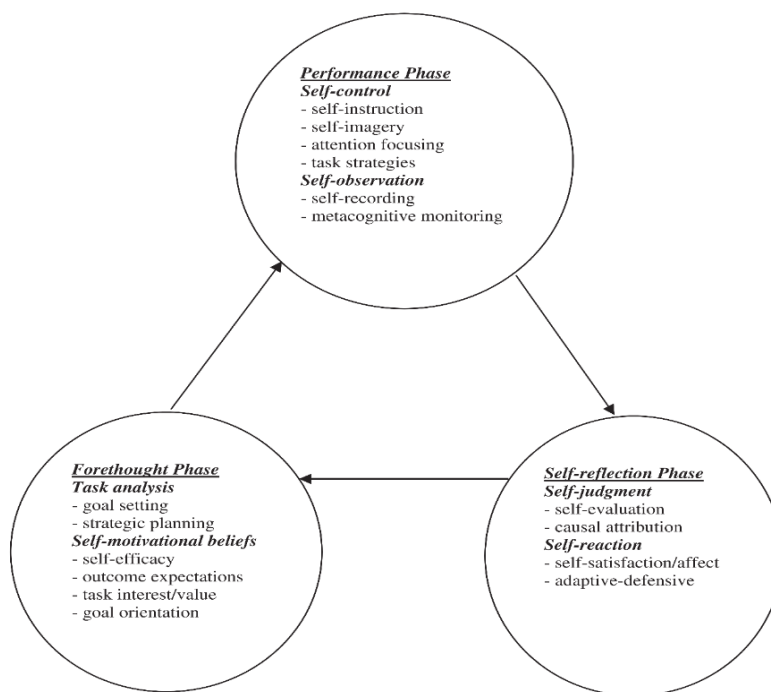 Performance Phase
Self-control
- self-instruction
- self-imagery
- attention focusing
- task strategies
Self-observation
- self-recording
- metacognitive monitoring
Forethought Phase
Task analysis
- goal setting
- strategic planning
Self-motivational beliefs
- self-efficacy
- outcome expectations
- task interest/value
- goal orientation
Self-reflection Phase
Self-judgment
- self-evaluation
- causal attribution
Self-reaction
- self-satisfaction/affect
- adaptive-defensive